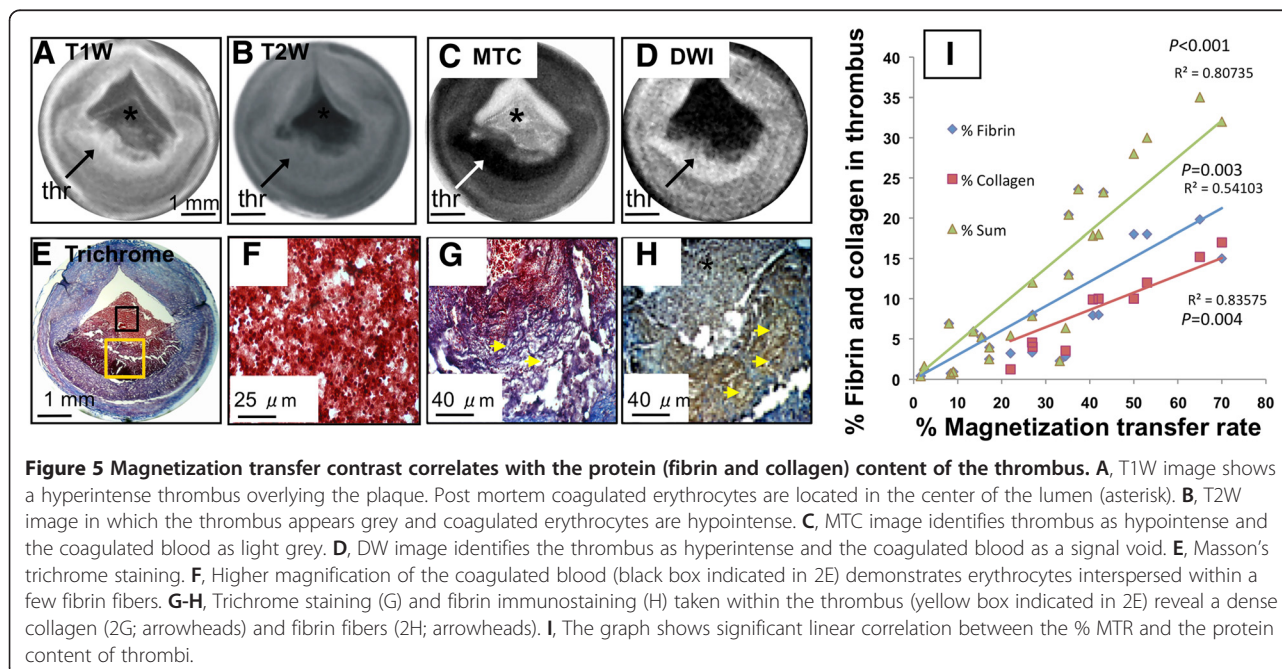 A T1W
*
thr
1 mm
B T2W
*
thr
C MTC
*
thr
D DWI
thr
E Trichrome
1 mm
F
25 μm
G
40 μm
H
*
40 μm
I
% Fibrin and collagen in thrombus
40
35
30
25
20
15
10
5
0
0 10 20 30 40 50 60 70 80
% Magnetization transfer rate
% Fibrin
% Collagen
% Sum
P<0.001
R² = 0.80735
P=0.003
R² = 0.54103
R² = 0.83575
P=0.004
Figure 5 Magnetization transfer contrast correlates with the protein (fibrin and collagen) content of the thrombus. A, T1W image shows
a hyperintense thrombus overlying the plaque. Post mortem coagulated erythrocytes are located in the center of the lumen (asterisk). B, T2W
image in which the thrombus appears grey and coagulated erythrocytes are hypointense. C, MTC image identifies thrombus as hypointense and
the coagulated blood as light grey. D, DW image identifies the thrombus as hyperintense and the coagulated blood as a signal void. E, Masson's
trichrome staining. F, Higher magnification of the coagulated blood (black box indicated in 2E) demonstrates erythrocytes interspersed within a
few fibrin fibers. G-H, Trichrome staining (G) and fibrin immunostaining (H) taken within the thrombus (yellow box indicated in 2E) reveal a dense
collagen (2G; arrowheads) and fibrin fibers (2H; arrowheads). I, The graph shows significant linear correlation between the % MTR and the protein
content of thrombi.